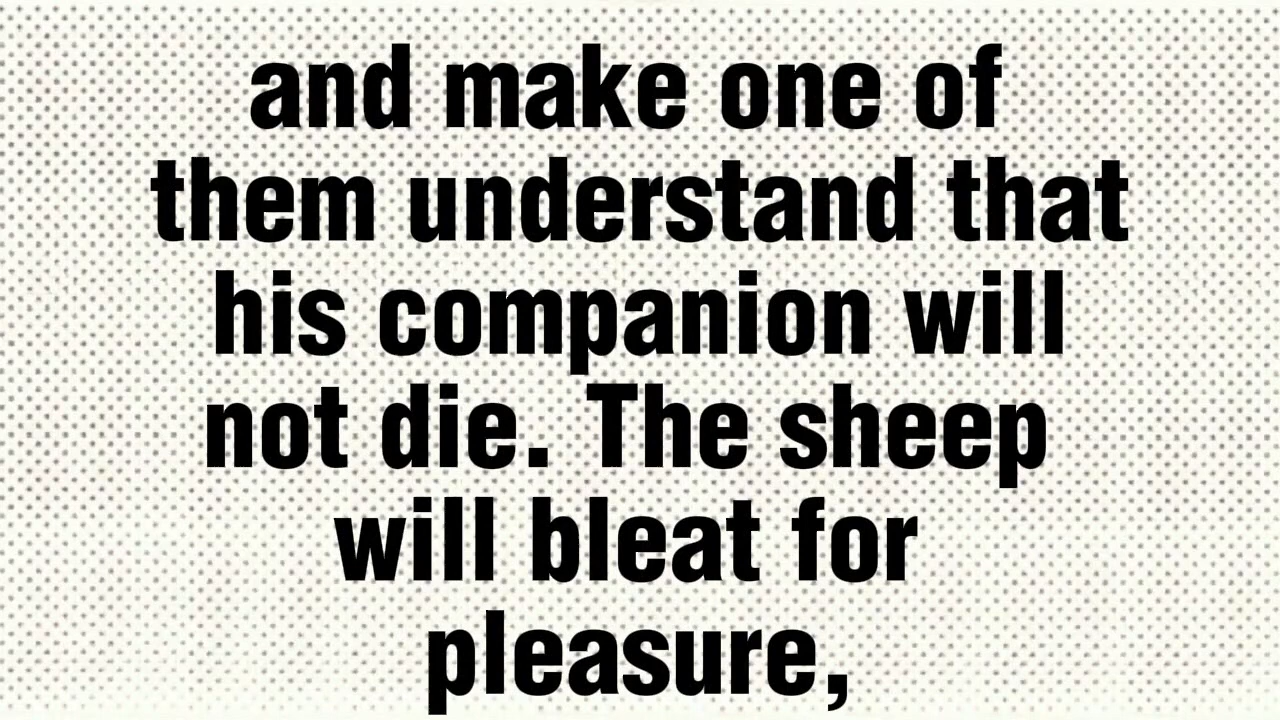 and make one of
them understand that
his companion will
not die. The sheep
will bleat for
pleasure,